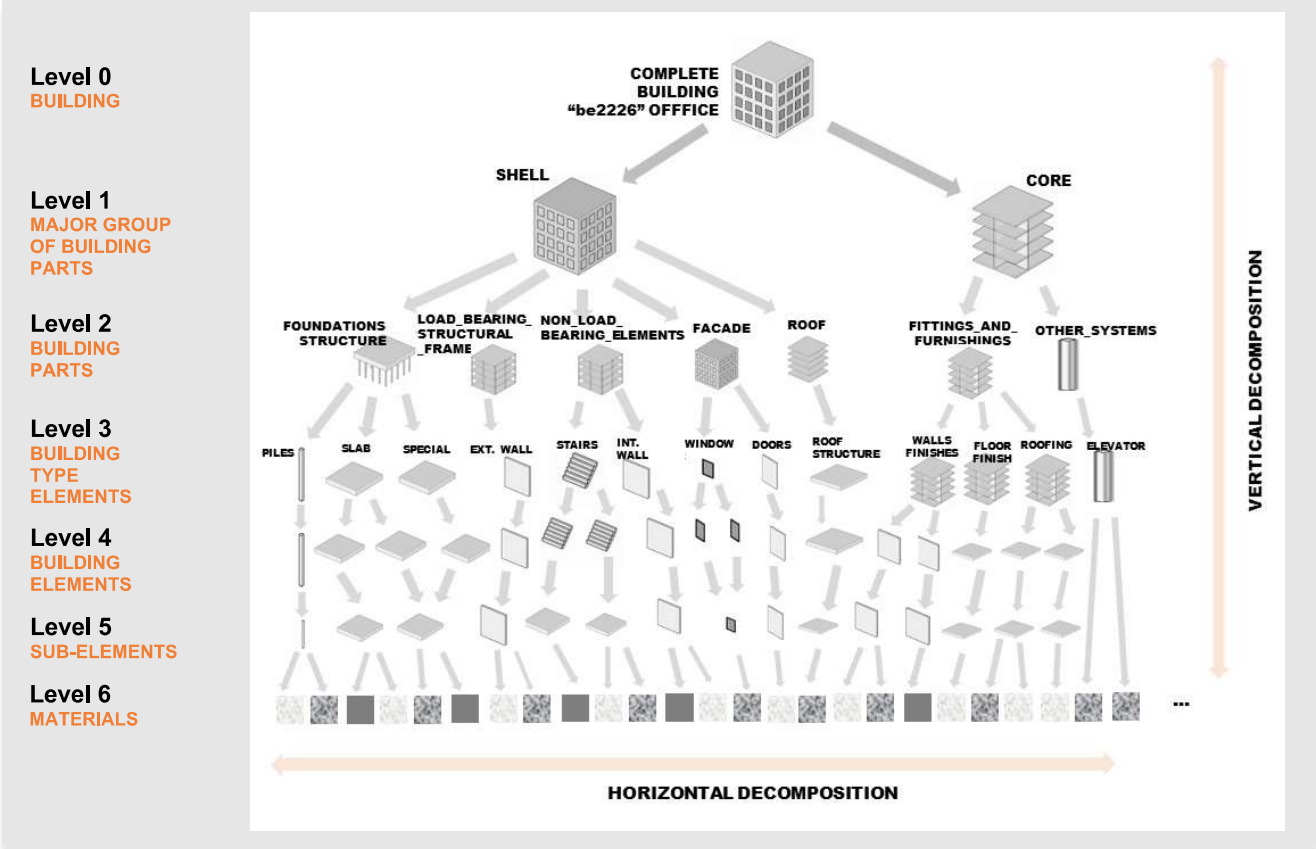 Level 0
BUILDING
COMPLETE
BUILDING
“be2226” OFFFICE
Level 1
MAJOR GROUP
OF BUILDING
PARTS
SHELL
CORE
Level 2
BUILDING
PARTS
FOUNDATIONS
STRUCTURE
LOAD_BEARING_
STRUCTURAL
_FRAME
NON_LOAD_
BEARING_ELEMENTS
FACADE
ROOF
FITTINGS_AND_
FURNISHINGS
OTHER_SYSTEMS
Level 3
BUILDING
TYPE
ELEMENTS
PILES
SLAB
SPECIAL
EXT. WALL
STAIRS
INT.
WALL
WINDOW
DOORS
ROOF
STRUCTURE
WALLS
FINISHES
FLOOR
FINISH
ROOFING
ELEVATOR
Level 4
BUILDING
ELEMENTS
Level 5
SUB-ELEMENTS
Level 6
MATERIALS
...
HORIZONTAL DECOMPOSITION
VERTICAL DECOMPOSITION